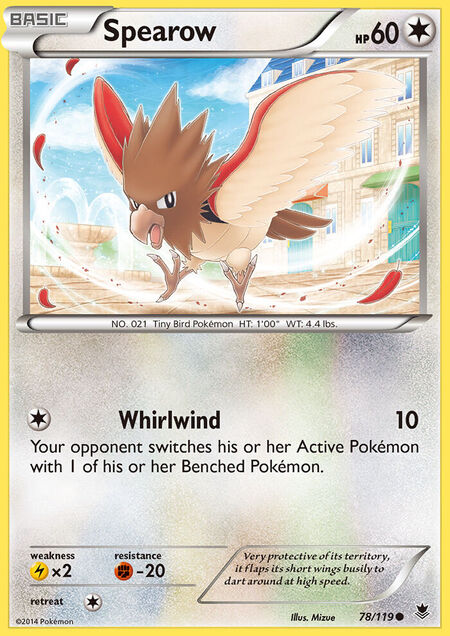 BASIC Spearow HP60
NO. 021 Tiny Bird Pokémon HT: 1'00" WT: 4.4 lbs.
Whirlwind 10
Your opponent switches his or her Active Pokémon
with 1 of his or her Benched Pokémon.
weakness resistance
×2 -20
retreat
Very protective of its territory,
it flaps its short wings busily to
dart around at high speed.
©2014 Pokémon Illus. Mizue 78/119